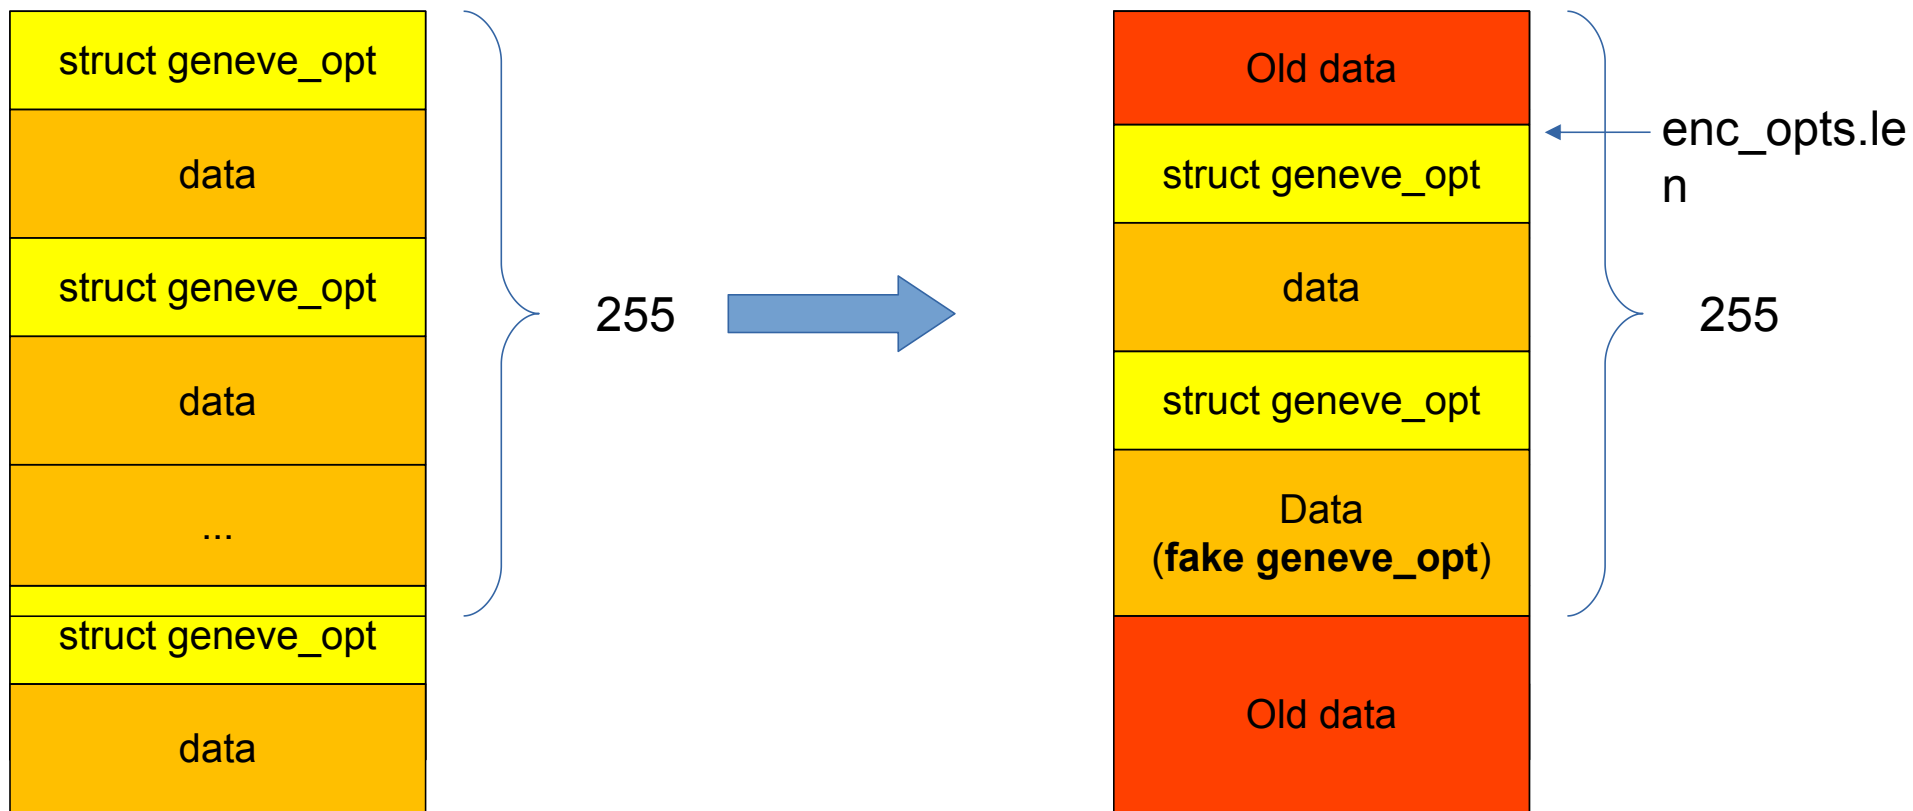 struct geneve_opt
data
struct geneve_opt
data
...
struct geneve_opt
data
255
Old data
struct geneve_opt
data
struct geneve_opt
Data
(fake geneve_opt)
Old data
enc_opts.le
n
255